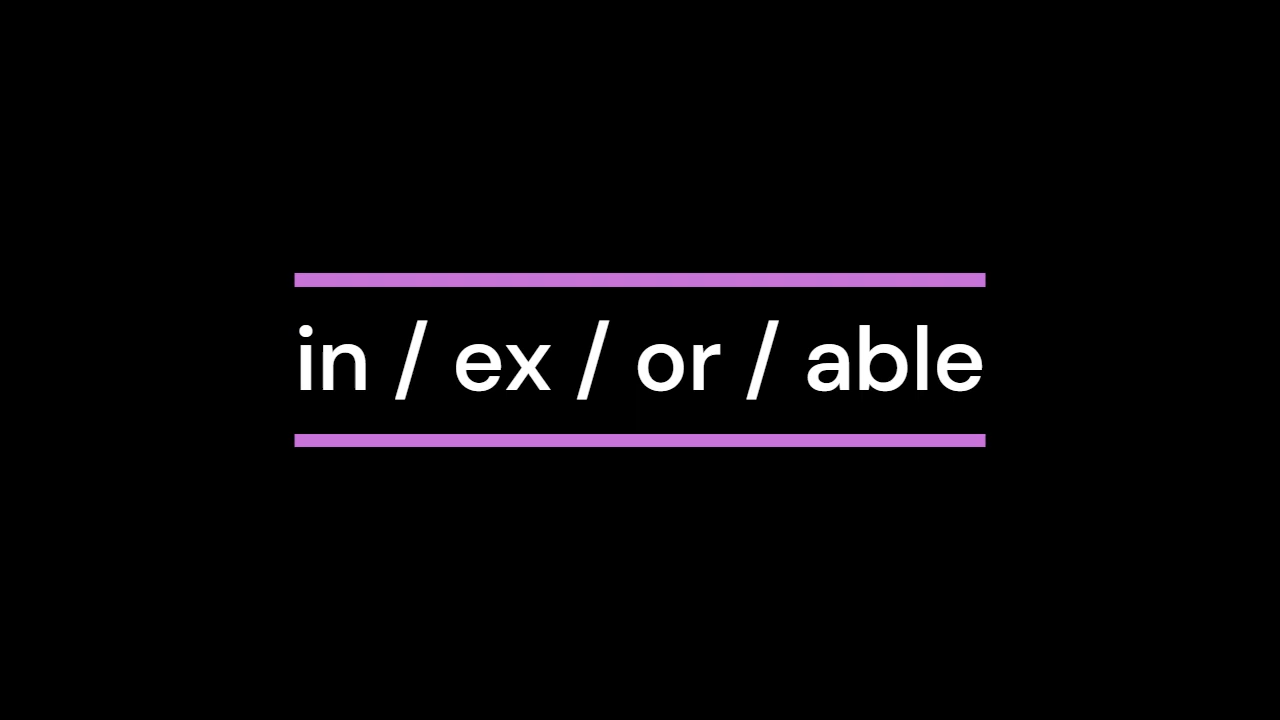 in / ex / or / able